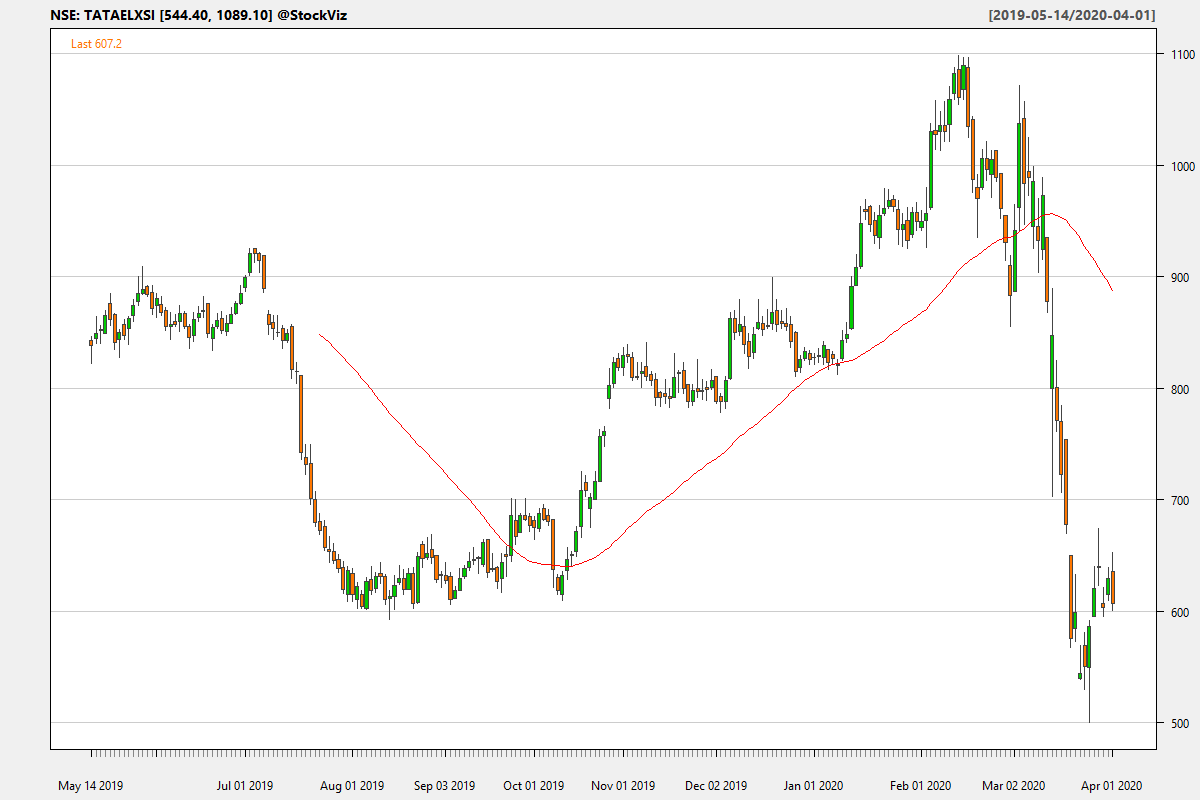 NSE: TATAELXSI [544.40, 1089.10] @StockViz [2019-05-14/2020-04-01]
Last 607.2
1100
1000
900
800
700
600
500
May 14 2019 Jul 01 2019 Aug 01 2019 Sep 03 2019 Oct 01 2019 Nov 01 2019 Dec 02 2019 Jan 01 2020 Feb 01 2020 Mar 02 2020 Apr 01 2020